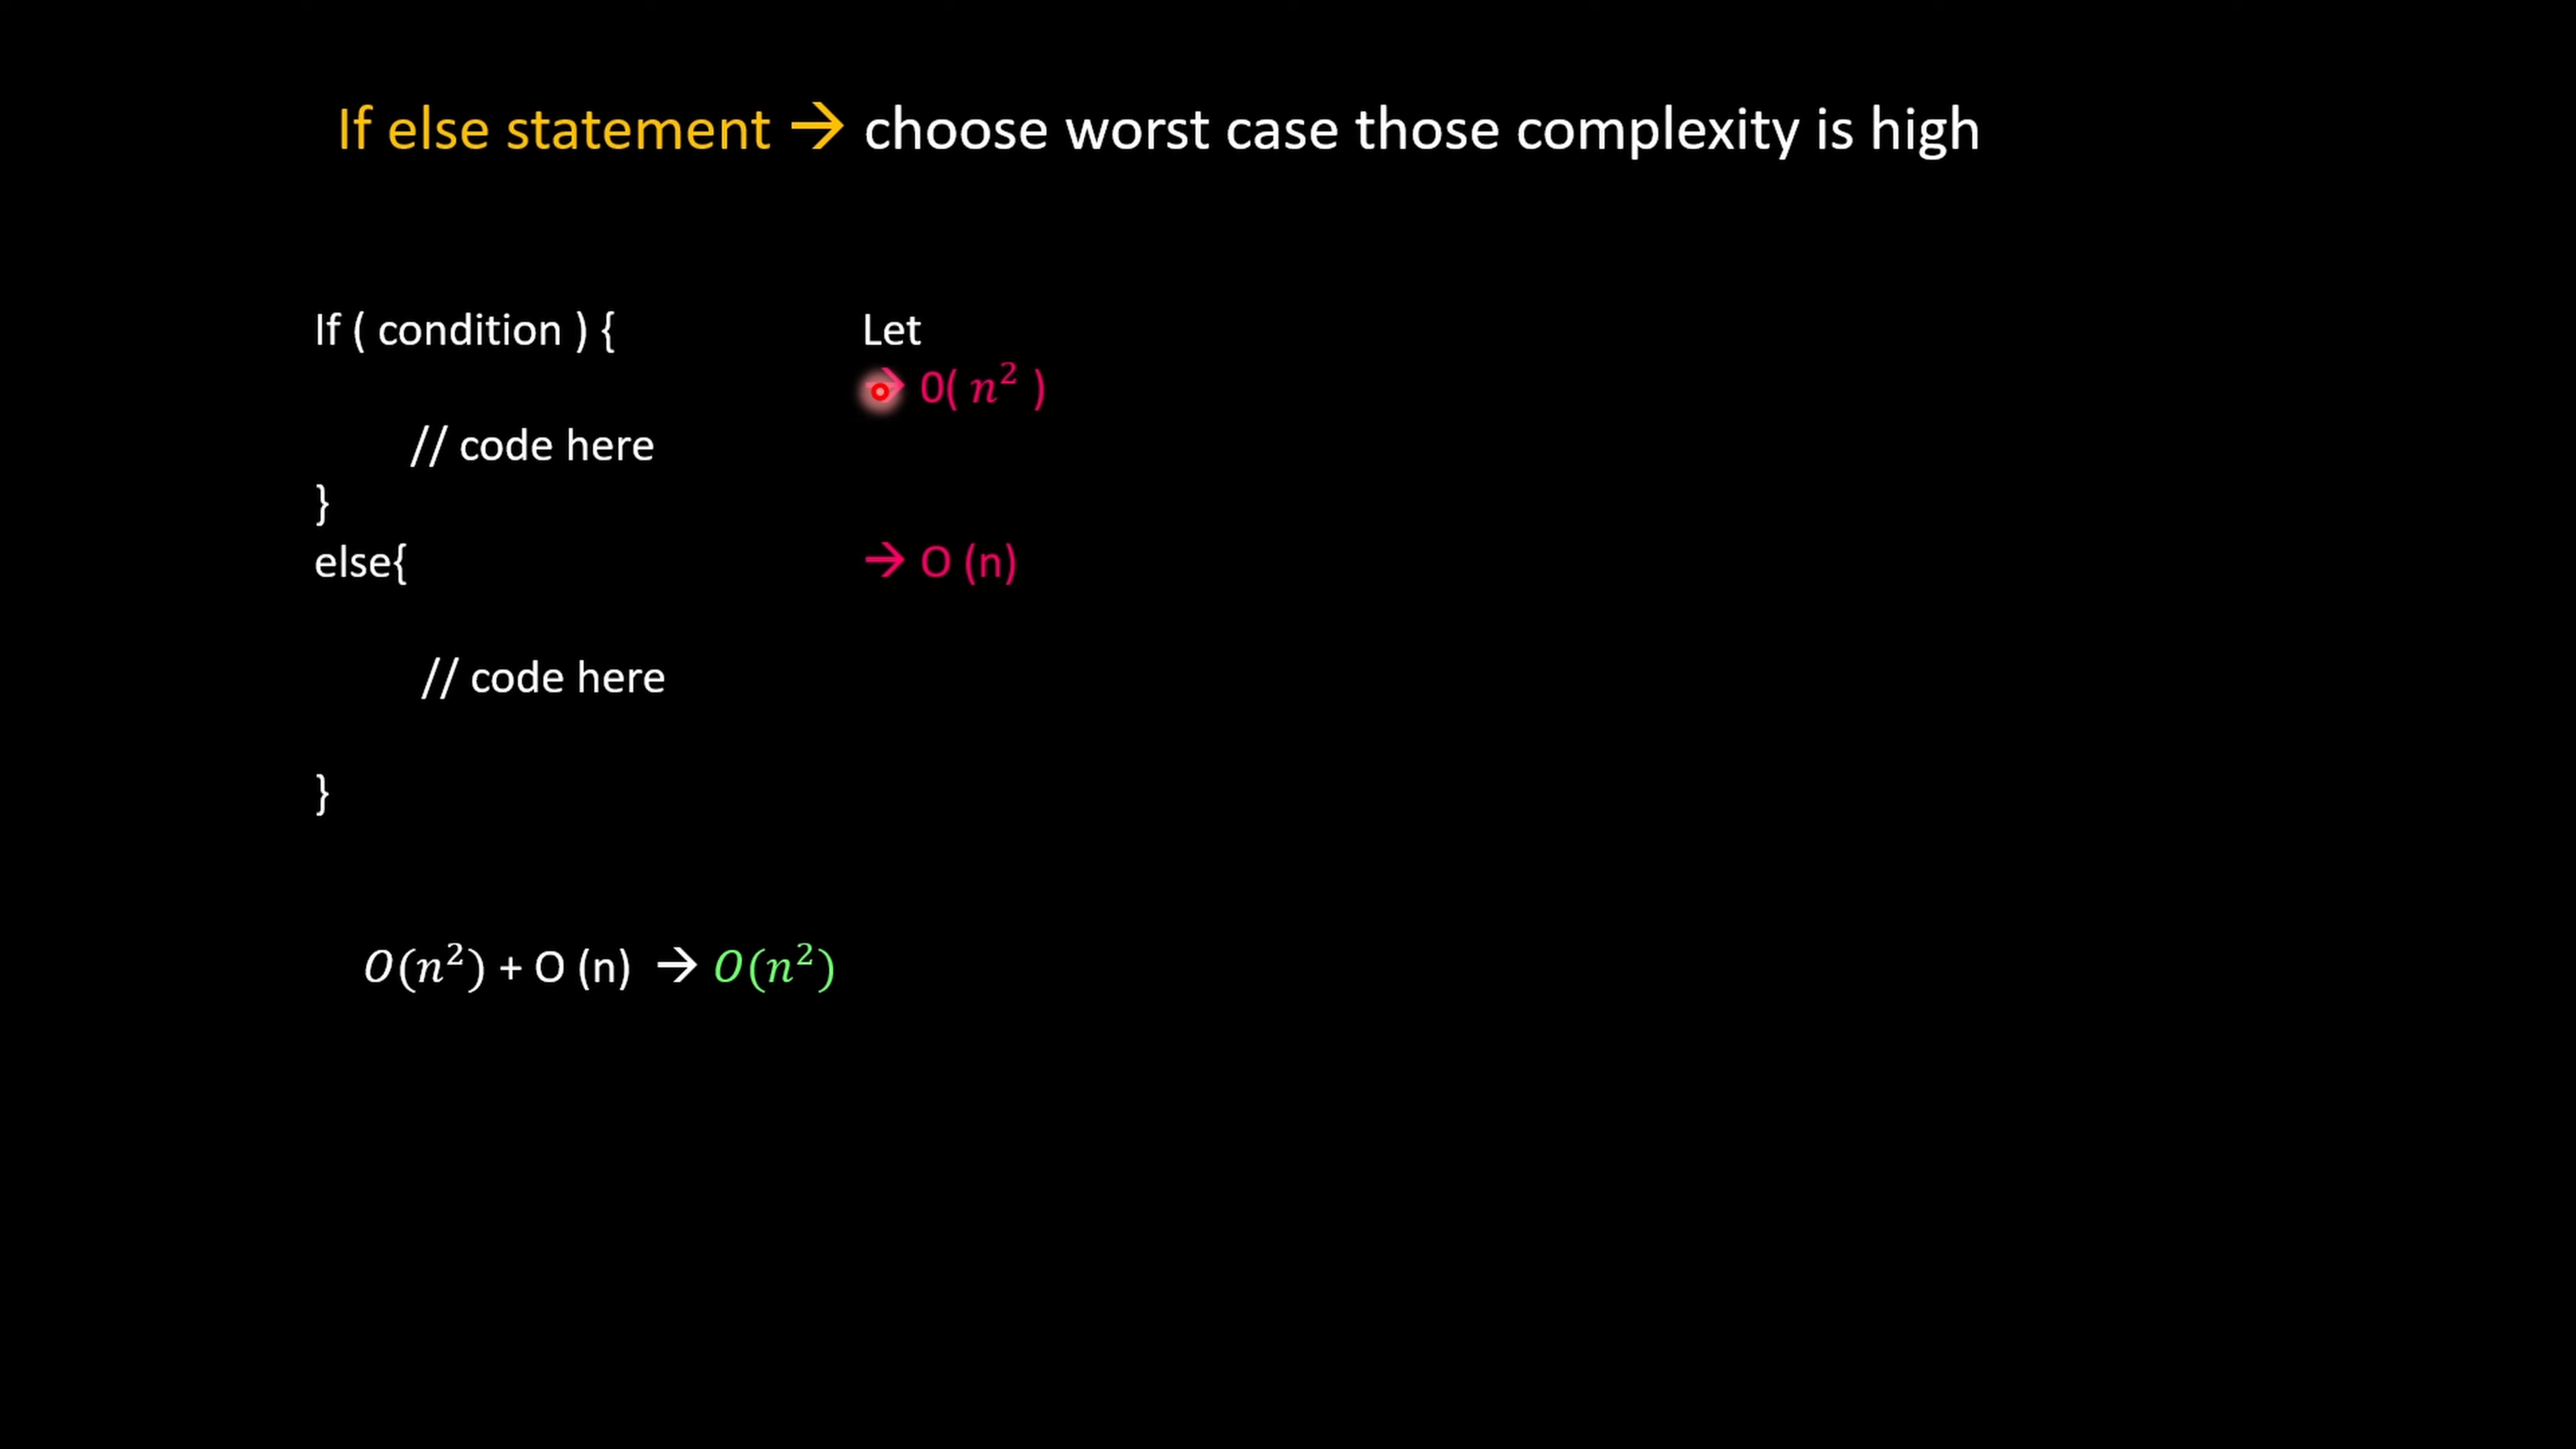 If else statement → choose worst case those complexity is high
If ( condition ) {
Let
→ 0( n² )
// code here
}
else{
→ O (n)
// code here
}
O(n²) + O (n) → O(n²)